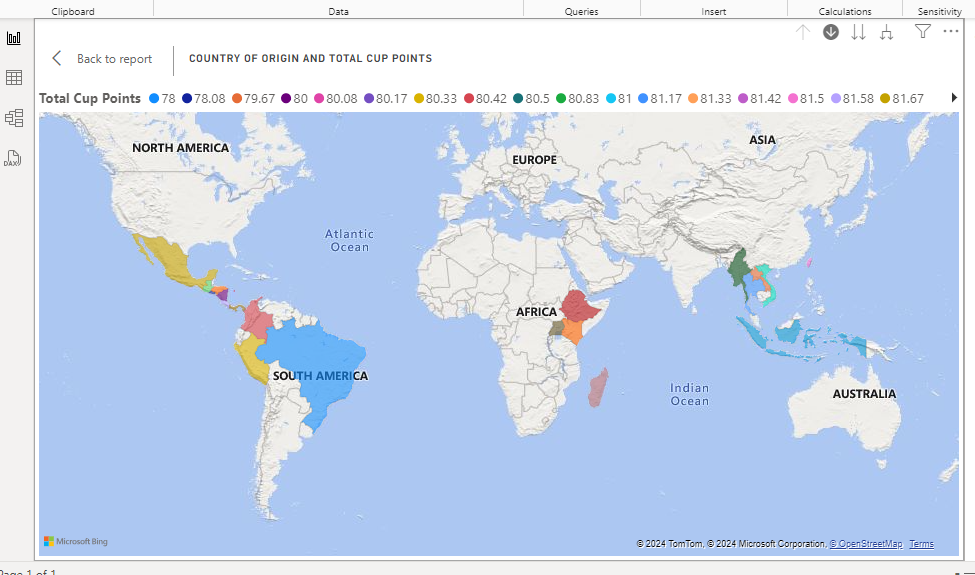 Clipboard Data Queries Insert Calculations Sensitivity
Back to report COUNTRY OF ORIGIN AND TOTAL CUP POINTS
Total Cup Points 78 78.08 79.67 80 80.08 80.17 80.33 80.42 80.5 80.83 81 81.17 81.33 81.42 81.5 81.58 81.67
DAX
NORTH AMERICA
EUROPE
ASIA
Atlantic
Ocean
AFRICA
SOUTH AMERICA
Indian
Ocean
AUSTRALIA
Microsoft Bing
© 2024 TomTom, © 2024 Microsoft Corporation, © OpenStreetMap Terms
Page 1 of 1